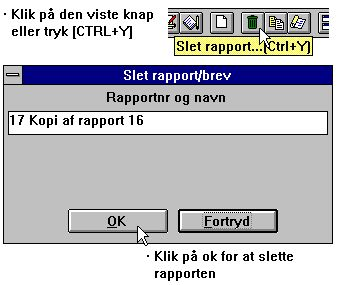 · Klik på den viste knap
eller tryk [CTRL+Y]
Slet rapport...[Ctrl+Y]
Slet rapport/brev
Rapportnr og navn
17 Kopi af rapport 16
OK
Fortryd
· Klik på ok for at slette
rapporten